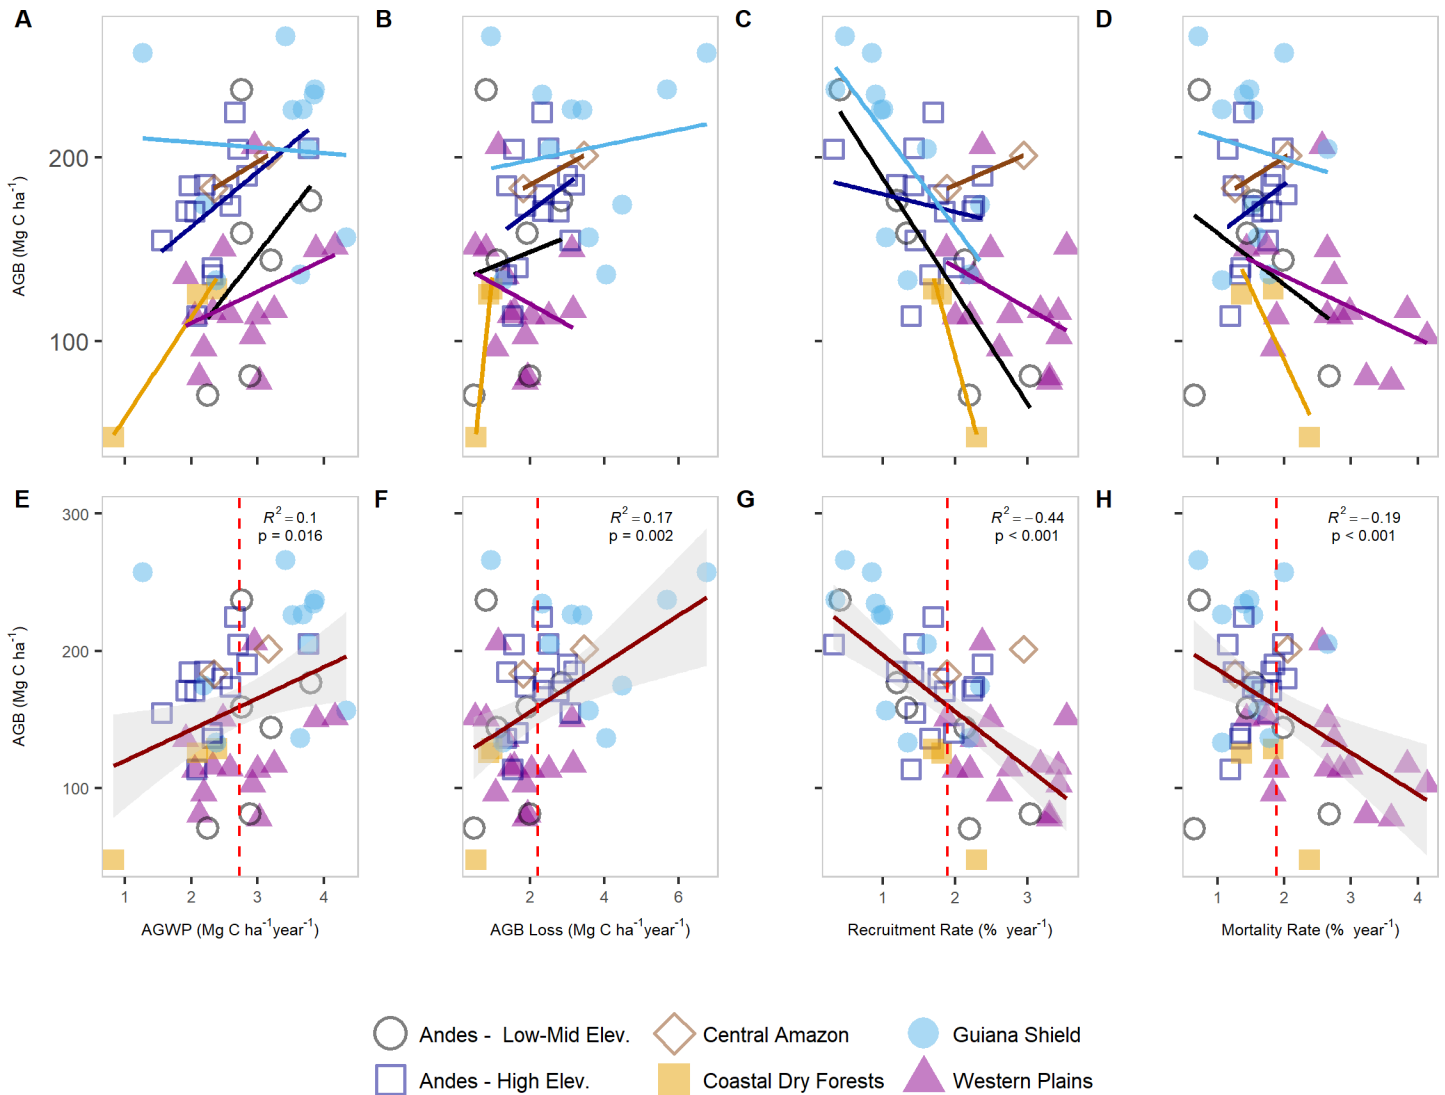 A B C D
AGB (Mg C ha⁻¹)
200
100
E F G H
AGB (Mg C ha⁻¹)
300
200
100
R² = 0.1
p = 0.016
R² = 0.17
p = 0.002
R² = −0.44
p < 0.001
R² = −0.19
p < 0.001
1 2 3 4
2 4 6
1 2 3
1 2 3 4
AGWP (Mg C ha⁻¹year⁻¹)
AGB Loss (Mg C ha⁻¹year⁻¹)
Recruitment Rate (% year⁻¹)
Mortality Rate (% year⁻¹)
Andes - Low-Mid Elev.
Central Amazon
Guiana Shield
Andes - High Elev.
Coastal Dry Forests
Western Plains